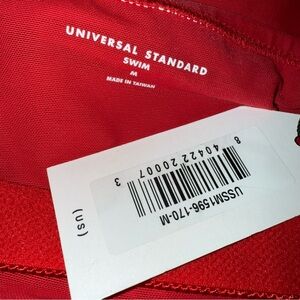 UNIVERSAL STANDARD
SWIM
M
MADE IN TAIWAN
USSM1596-170-M
8 40422 20007 3
(us)